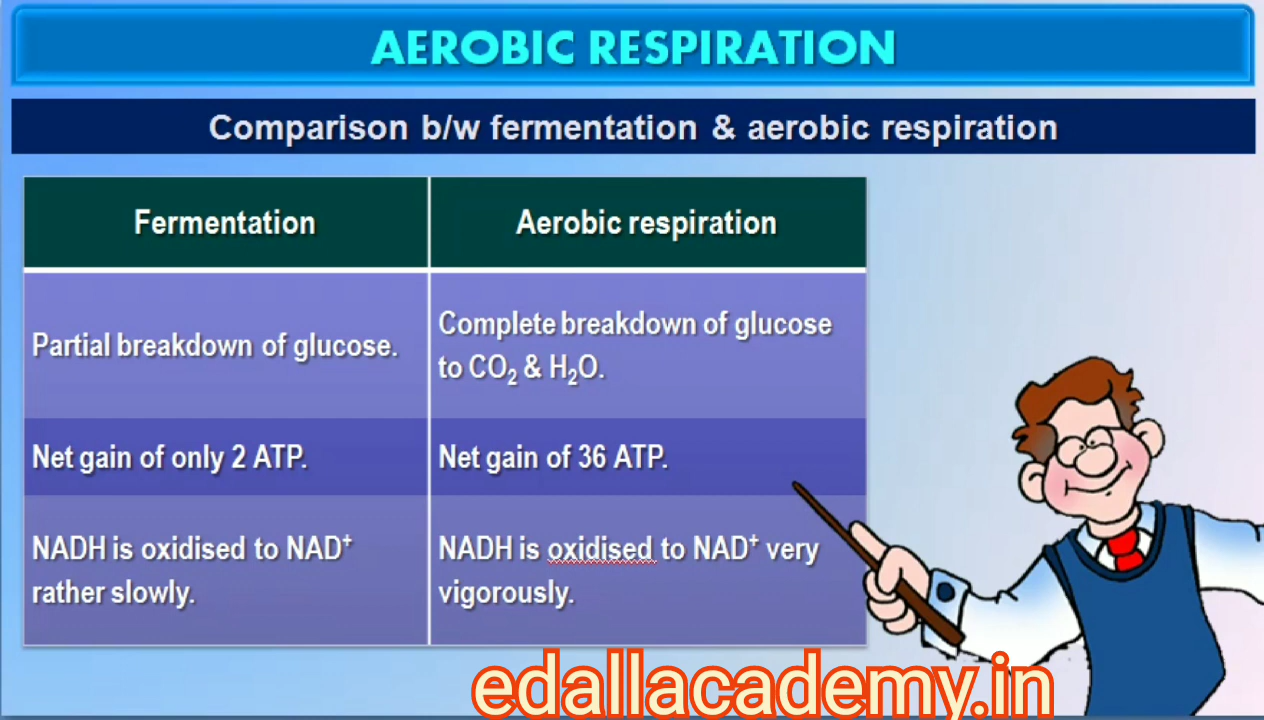 AEROBIC RESPIRATION
Comparison b/w fermentation & aerobic respiration
Fermentation
Aerobic respiration
Partial breakdown of glucose.
Complete breakdown of glucose
to CO₂ & H₂O.
Net gain of only 2 ATP.
Net gain of 36 ATP.
NADH is oxidised to NAD⁺
rather slowly.
NADH is oxidised to NAD⁺ very
vigorously.
edallacademy.in